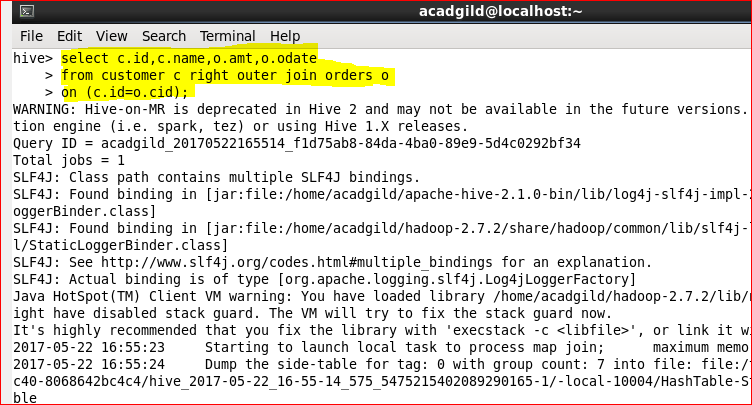 acadgild@localhost:~
File Edit View Search Terminal Help
hive> select c.id,c.name,o.amt,o.odate
> from customer c right outer join orders o
> on (c.id=o.cid);
WARNING: Hive-on-MR is deprecated in Hive 2 and may not be available in the future versions.
tion engine (i.e. spark, tez) or using Hive 1.X releases.
Query ID = acadgild_20170522165514_f1d75ab8-84da-4ba0-89e9-5d4c0292bf34
Total jobs = 1
SLF4J: Class path contains multiple SLF4J bindings.
SLF4J: Found binding in [jar:file:/home/acadgild/apache-hive-2.1.0-bin/lib/log4j-slf4j-impl-2
oggerBinder.class]
SLF4J: Found binding in [jar:file:/home/acadgild/hadoop-2.7.2/share/hadoop/common/lib/slf4j-l
l/StaticLoggerBinder.class]
SLF4J: See http://www.slf4j.org/codes.html#multiple_bindings for an explanation.
SLF4J: Actual binding is of type [org.apache.logging.slf4j.Log4jLoggerFactory]
Java HotSpot(TM) Client VM warning: You have loaded library /home/acadgild/hadoop-2.7.2/lib/n
ight have disabled stack guard. The VM will try to fix the stack guard now.
It's highly recommended that you fix the library with 'execstack -c <libfile>', or link it wi
2017-05-22 16:55:23 Starting to launch local task to process map join; maximum memo
2017-05-22 16:55:24 Dump the side-table for tag: 0 with group count: 7 into file: file:/
c40-8068642bc4c4/hive_2017-05-22_16-55-14_575_5475215402089290165-1/-local-10004/HashTable-S
ble